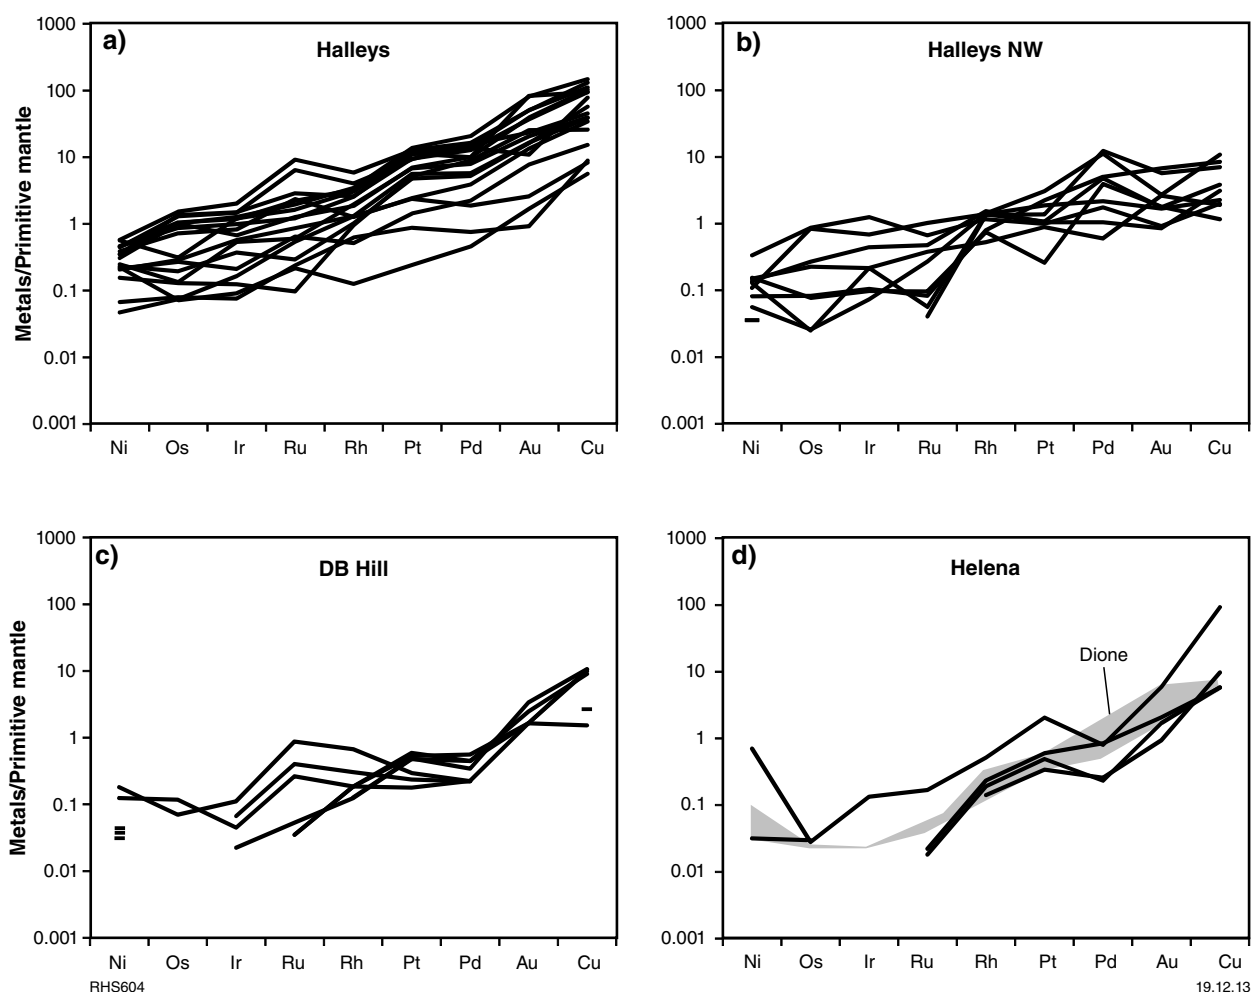 1000
100
10
1
0.1
0.01
0.001
Metals/Primitive mantle
a)
Halleys
Ni Os Ir Ru Rh Pt Pd Au Cu
1000
100
10
1
0.1
0.01
0.001
b)
Halleys NW
Ni Os Ir Ru Rh Pt Pd Au Cu
1000
100
10
1
0.1
0.01
0.001
Metals/Primitive mantle
c)
DB Hill
Ni Os Ir Ru Rh Pt Pd Au Cu
1000
100
10
1
0.1
0.01
0.001
d)
Helena
Dione
Ni Os Ir Ru Rh Pt Pd Au Cu
RHS604
19.12.13